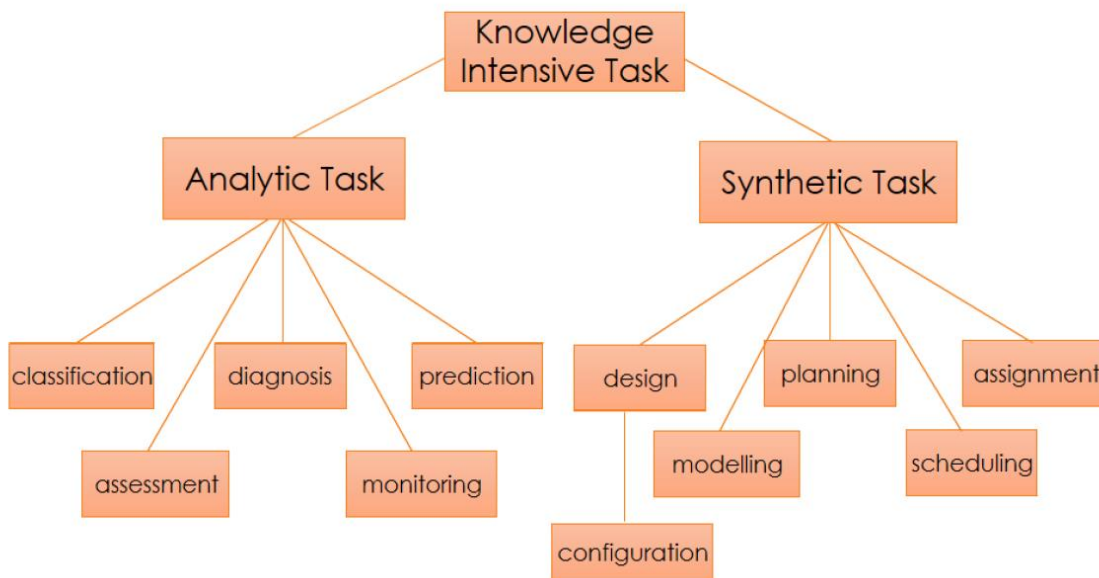 Knowledge
Intensive Task
Analytic Task
Synthetic Task
classification
diagnosis
prediction
design
planning
assignment
assessment
monitoring
modelling
scheduling
configuration